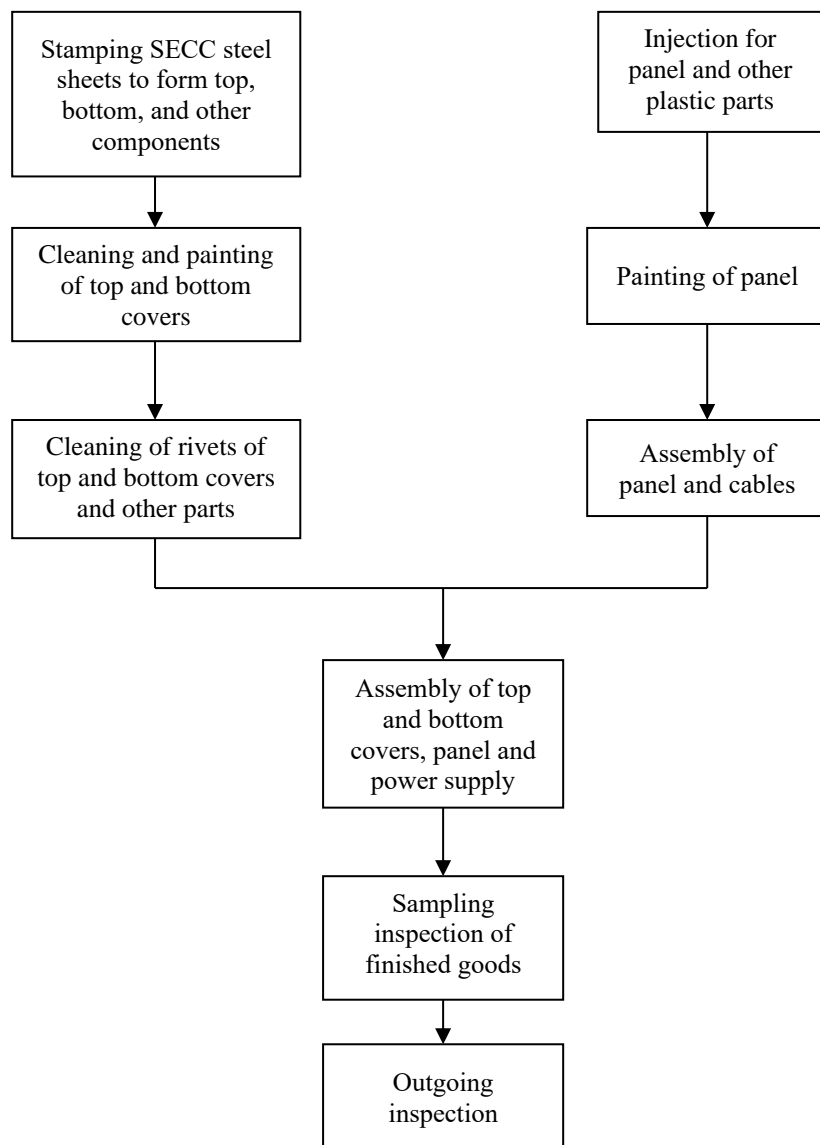 Stamping SECC steel
sheets to form top,
bottom, and other
components
Injection for
panel and other
plastic parts
Cleaning and painting
of top and bottom
covers
Painting of panel
Cleaning of rivets of
top and bottom covers
and other parts
Assembly of
panel and cables
Assembly of top
and bottom
covers, panel and
power supply
Sampling
inspection of
finished goods
Outgoing
inspection